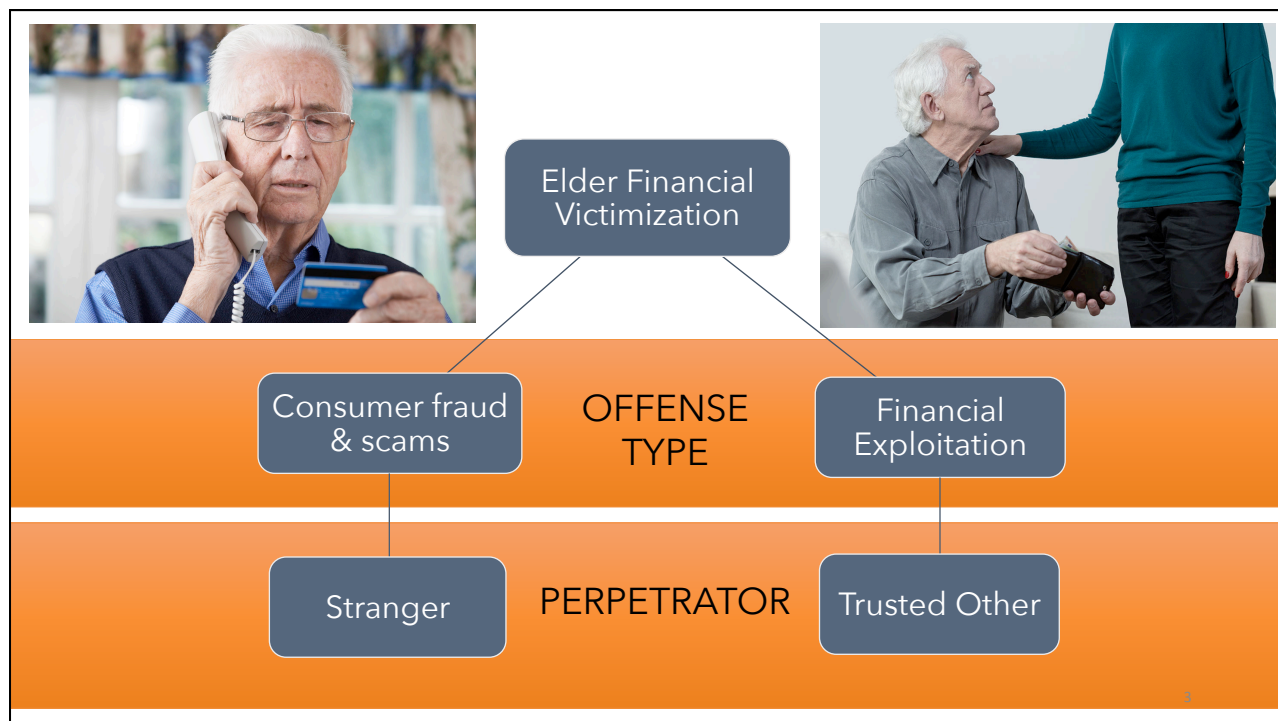 Elder Financial
Victimization
Consumer fraud
& scams
OFFENSE
TYPE
Financial
Exploitation
Stranger
PERPETRATOR
Trusted Other
3